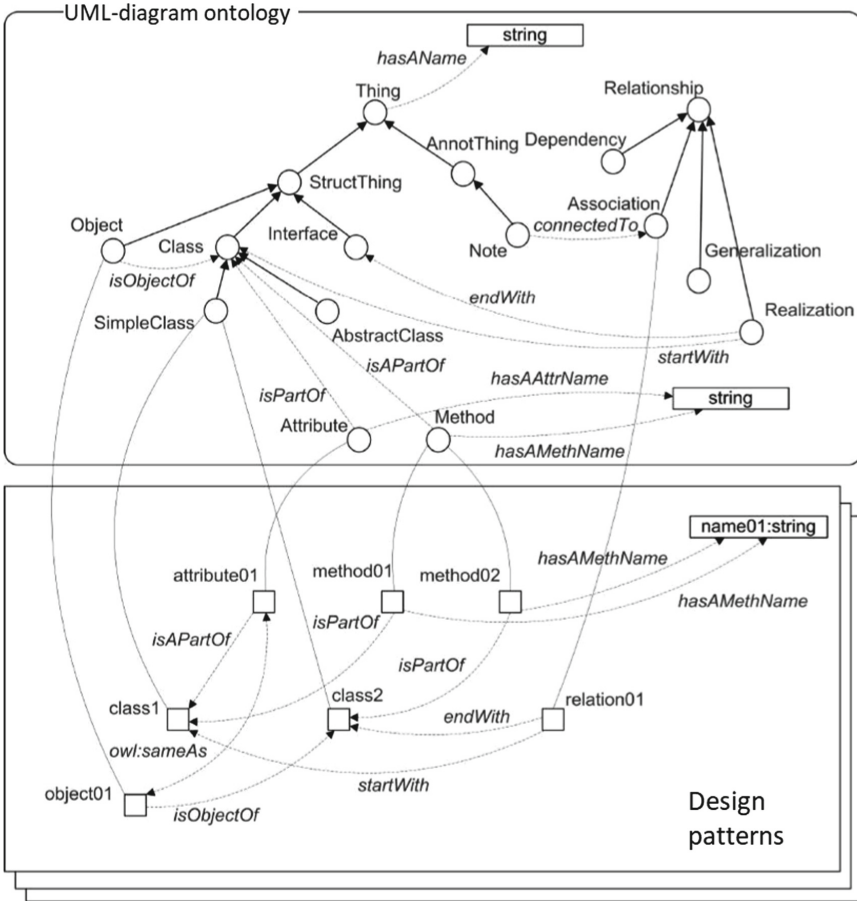 UML-diagram ontology
string
hasAName
Thing
Relationship
AnnotThing
Dependency
StructThing
Association
Object
Class
Interface
connectedTo
Note
Generalization
isObjectOf
endWith
Realization
SimpleClass
AbstractClass
startWith
isAPartOf
hasAAttrName
isPartOf
string
Attribute
Method
hasAMethName
name01:string
attribute01
method01
method02
hasAMethName
hasAMethName
isPartOf
isAPartOf
isPartOf
class1
class2
relation01
endWith
owl:sameAs
startWith
object01
isObjectOf
Design
patterns